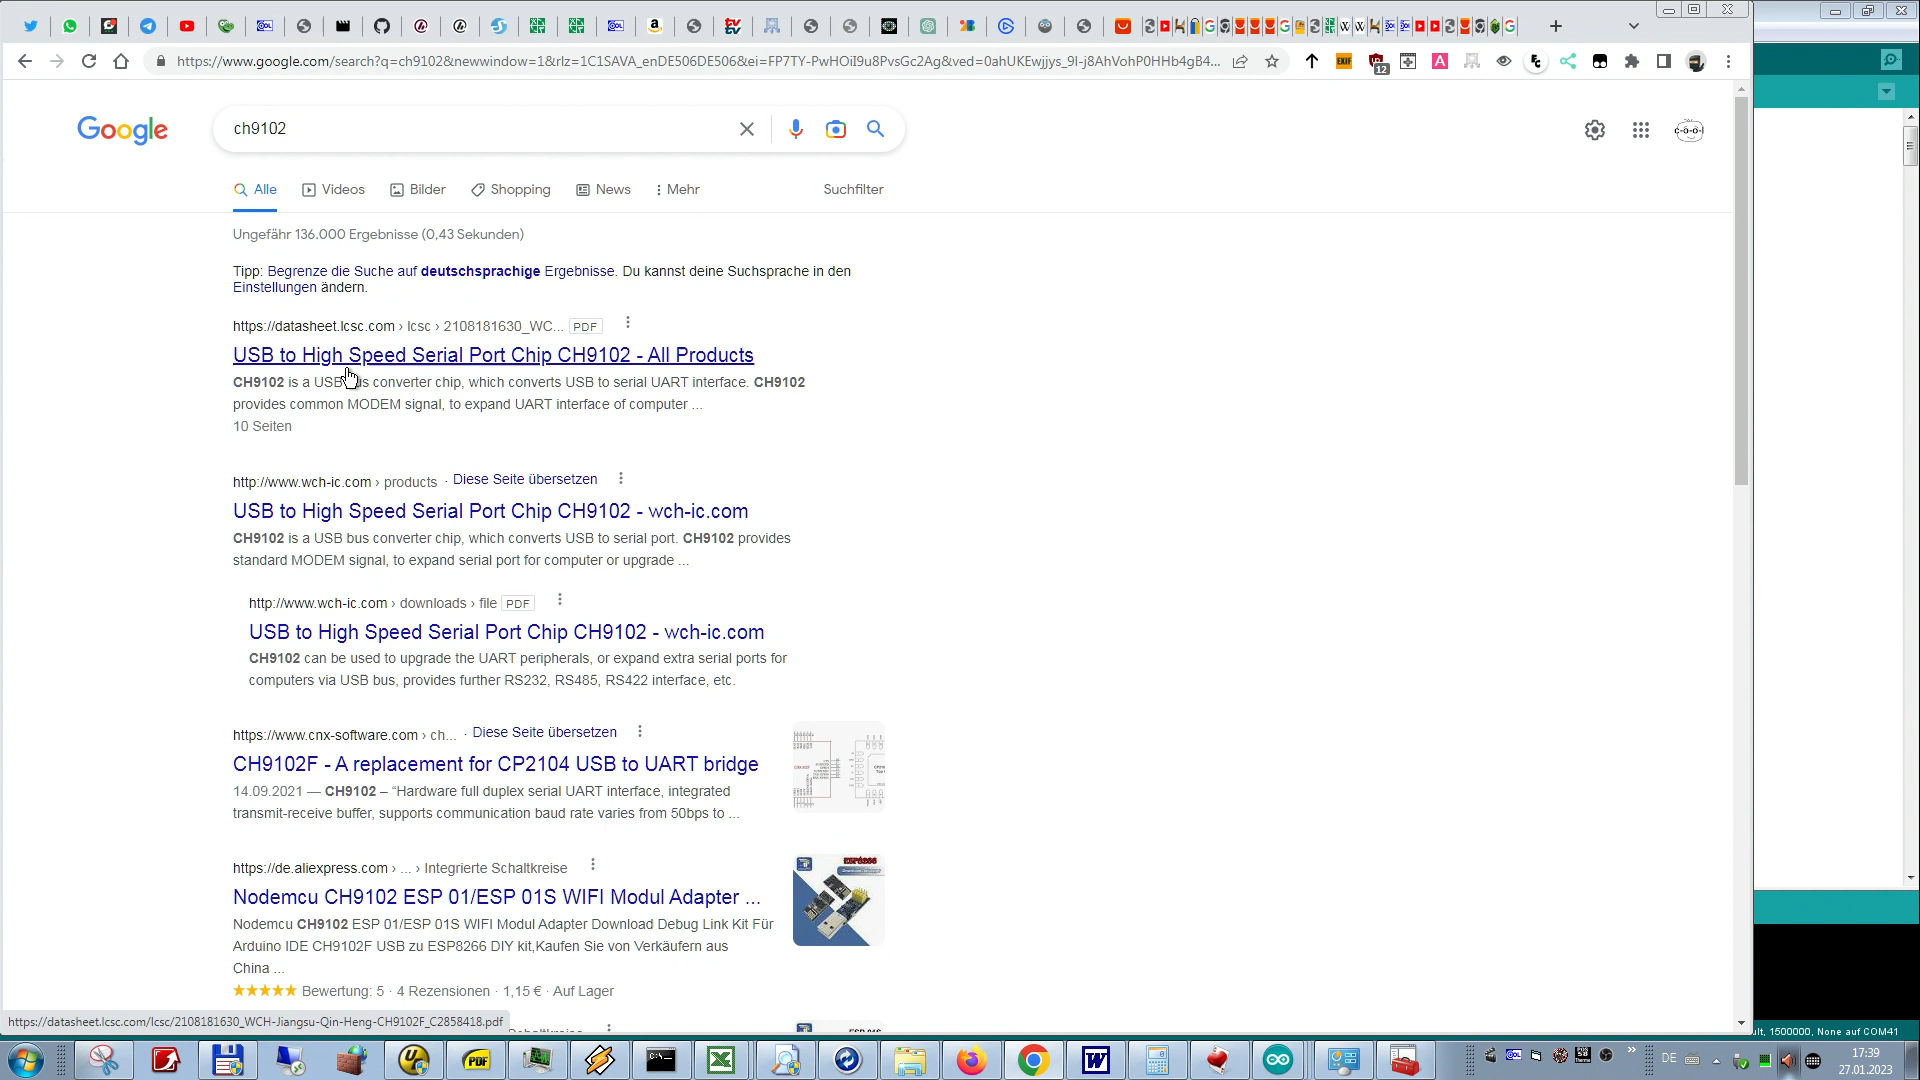 https://www.google.com/search?q=ch9102&newwindow=1&rlz=1C1SAVA_enDE506DE506&ei=FP7TY-PwHOiI9u8PvsGc2Ag&ved=0ahUKEwjjys_9I-j8AhVohP0HHb4gB4...
12
Google
ch9102
c-o-o-l
Alle
Videos
Bilder
Shopping
News
Mehr
Suchfilter
Ungefähr 136.000 Ergebnisse (0,43 Sekunden)
Tipp: Begrenze die Suche auf deutschsprachige Ergebnisse. Du kannst deine Suchsprache in den
Einstellungen ändern.
https://datasheet.lcsc.com › lcsc › 2108181630_WC... PDF
USB to High Speed Serial Port Chip CH9102 - All Products
CH9102 is a USB bus converter chip, which converts USB to serial UART interface. CH9102
provides common MODEM signal, to expand UART interface of computer ...
10 Seiten
http://www.wch-ic.com › products · Diese Seite übersetzen
USB to High Speed Serial Port Chip CH9102 - wch-ic.com
CH9102 is a USB bus converter chip, which converts USB to serial port. CH9102 provides
standard MODEM signal, to expand serial port for computer or upgrade ...
http://www.wch-ic.com › downloads › file PDF
USB to High Speed Serial Port Chip CH9102 - wch-ic.com
CH9102 can be used to upgrade the UART peripherals, or expand extra serial ports for
computers via USB bus, provides further RS232, RS485, RS422 interface, etc.
https://www.cnx-software.com › ch... · Diese Seite übersetzen
CH9102F - A replacement for CP2104 USB to UART bridge
14.09.2021 — CH9102 – “Hardware full duplex serial UART interface, integrated
transmit-receive buffer, supports communication baud rate varies from 50bps to ...
https://de.aliexpress.com › ... › Integrierte Schaltkreise
Nodemcu CH9102 ESP 01/ESP 01S WIFI Modul Adapter ...
Nodemcu CH9102 ESP 01/ESP 01S WIFI Modul Adapter Download Debug Link Kit Für
Arduino IDE CH9102F USB zu ESP8266 DIY kit,Kaufen Sie von Verkäufern aus
China ...
Bewertung: 5 · 4 Rezensionen · 1,15 € · Auf Lager
ESP8266
https://datasheet.lcsc.com/lcsc/2108181630_WCH-Jiangsu-Qin-Heng-CH9102F_C2858418.pdf
ult, 1500000, None auf COM41
PDF
DE
17:39
27.01.2023